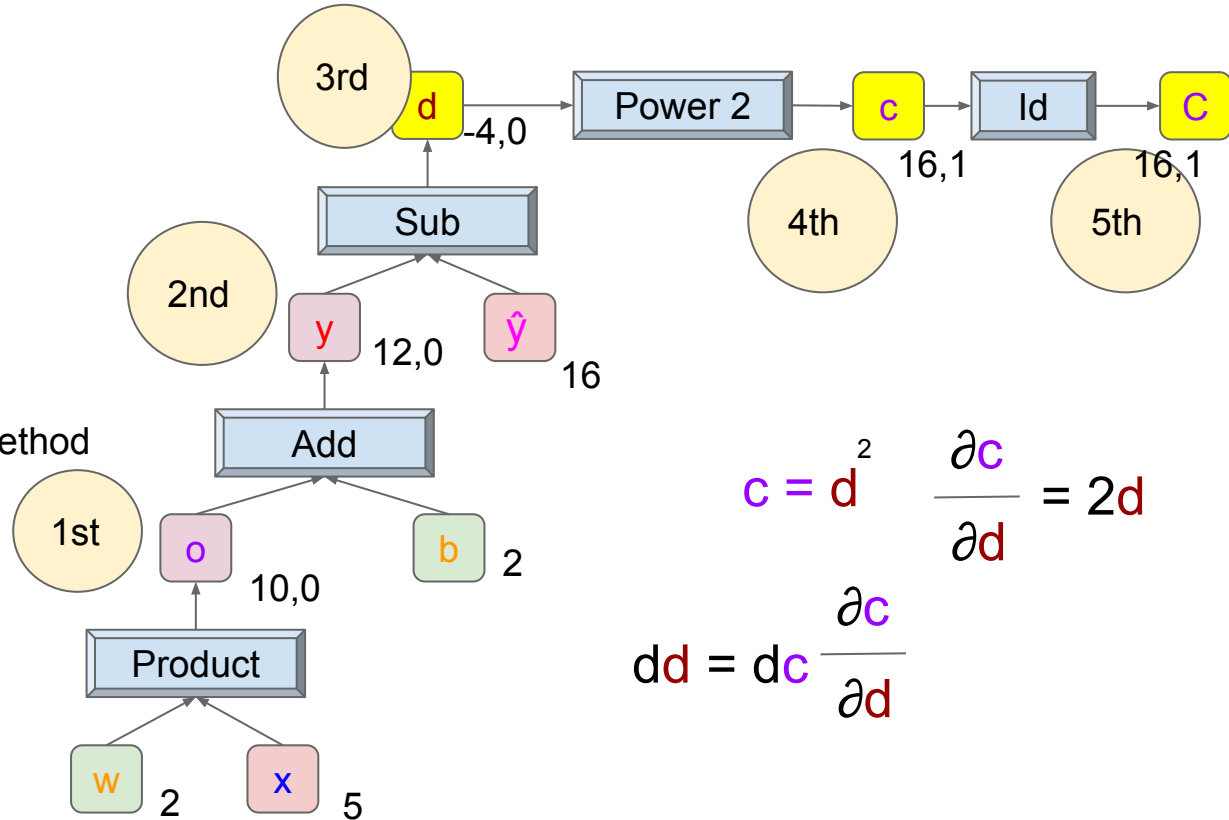 3rd
d
-4,0
Power 2
c
16,1
Id
C
16,1
4th
5th
Sub
2nd
y
12,0
ŷ
16
ethod
Add
1st
o
10,0
b
2
c = d² ∂c/∂d = 2d
dd = dc ∂c/∂d
Product
w
2
x
5